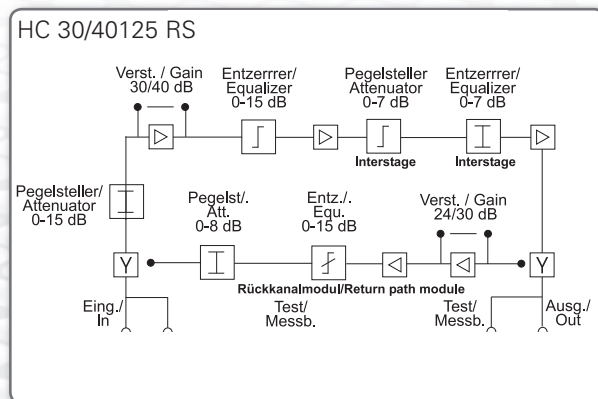 HC 30/40125 RS
Verst. / Gain
30/40 dB
Entzerrrer/
Equalizer
0-15 dB
Pegelsteller
Attenuator
0-7 dB
Entzerrrer/
Equalizer
0-7 dB
Interstage
Interstage
Pegelsteller/
Attenuator
0-15 dB
Pegelst/.
Att.
0-8 dB
Entz./.
Equ.
0-15 dB
Verst. / Gain
24/30 dB
Y
Y
Rückkanalmodul/Return path module
Eing./
In
Test/
Messb.
Test/
Messb.
Ausg./
Out